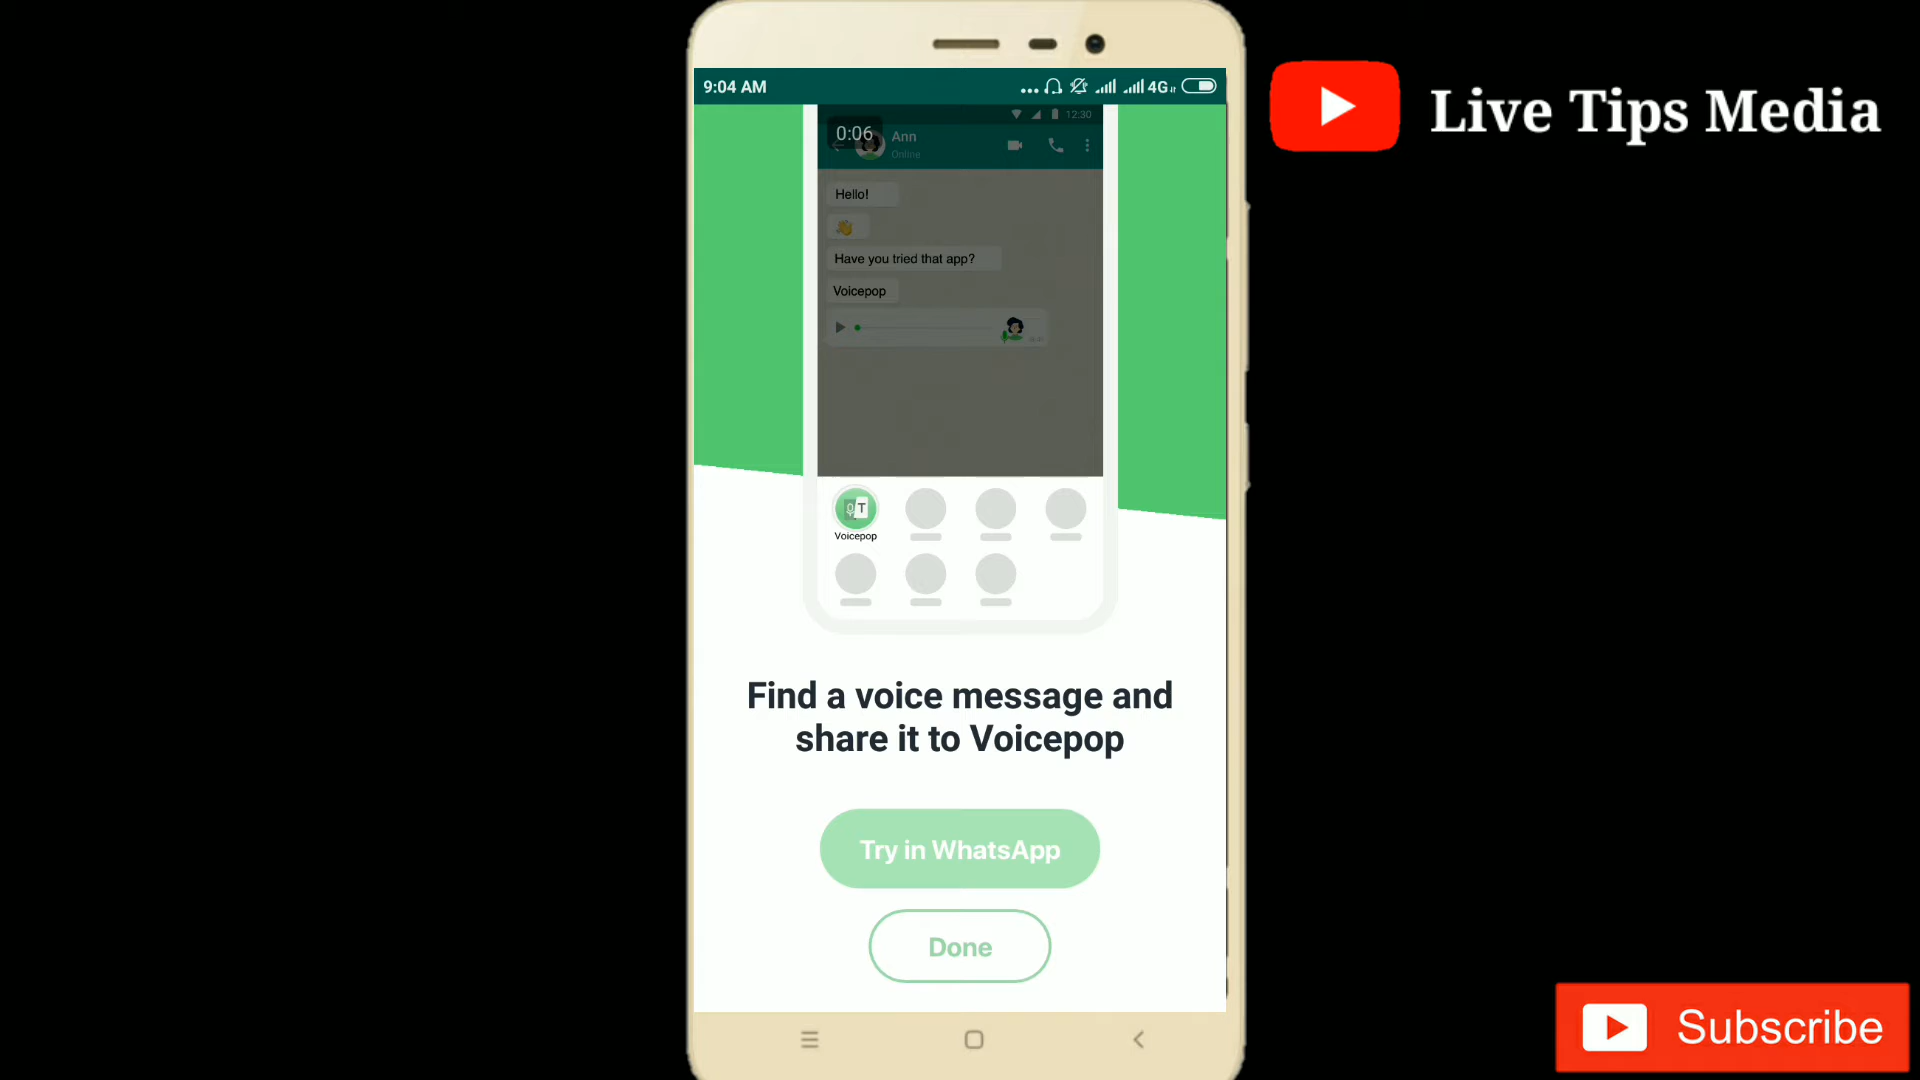 9:04 AM
4G
Live Tips Media
12:30
0:06
Ann
Online
Hello!
Have you tried that app?
Voicepop
T
Voicepop
Find a voice message and
share it to Voicepop
Try in WhatsApp
Done
Subscribe